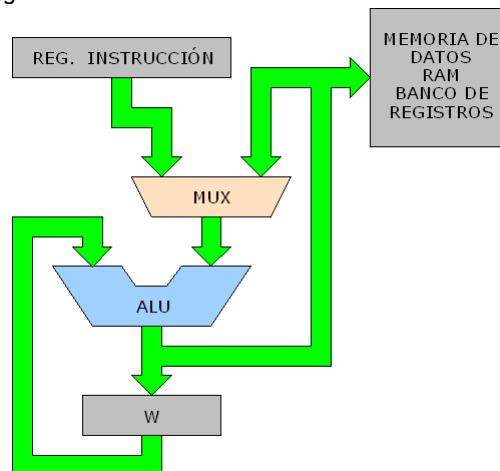 g
REG. INSTRUCCIÓN
MEMORIA DE
DATOS
RAM
BANCO DE
REGISTROS
MUX
ALU
W